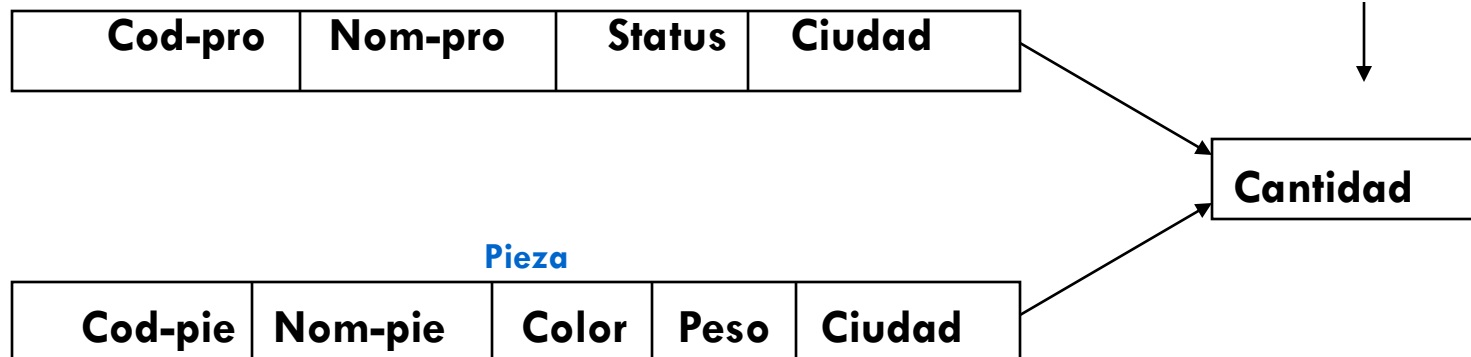 Cod-pro Nom-pro Status Ciudad
Cantidad
Pieza
Cod-pie Nom-pie Color Peso Ciudad